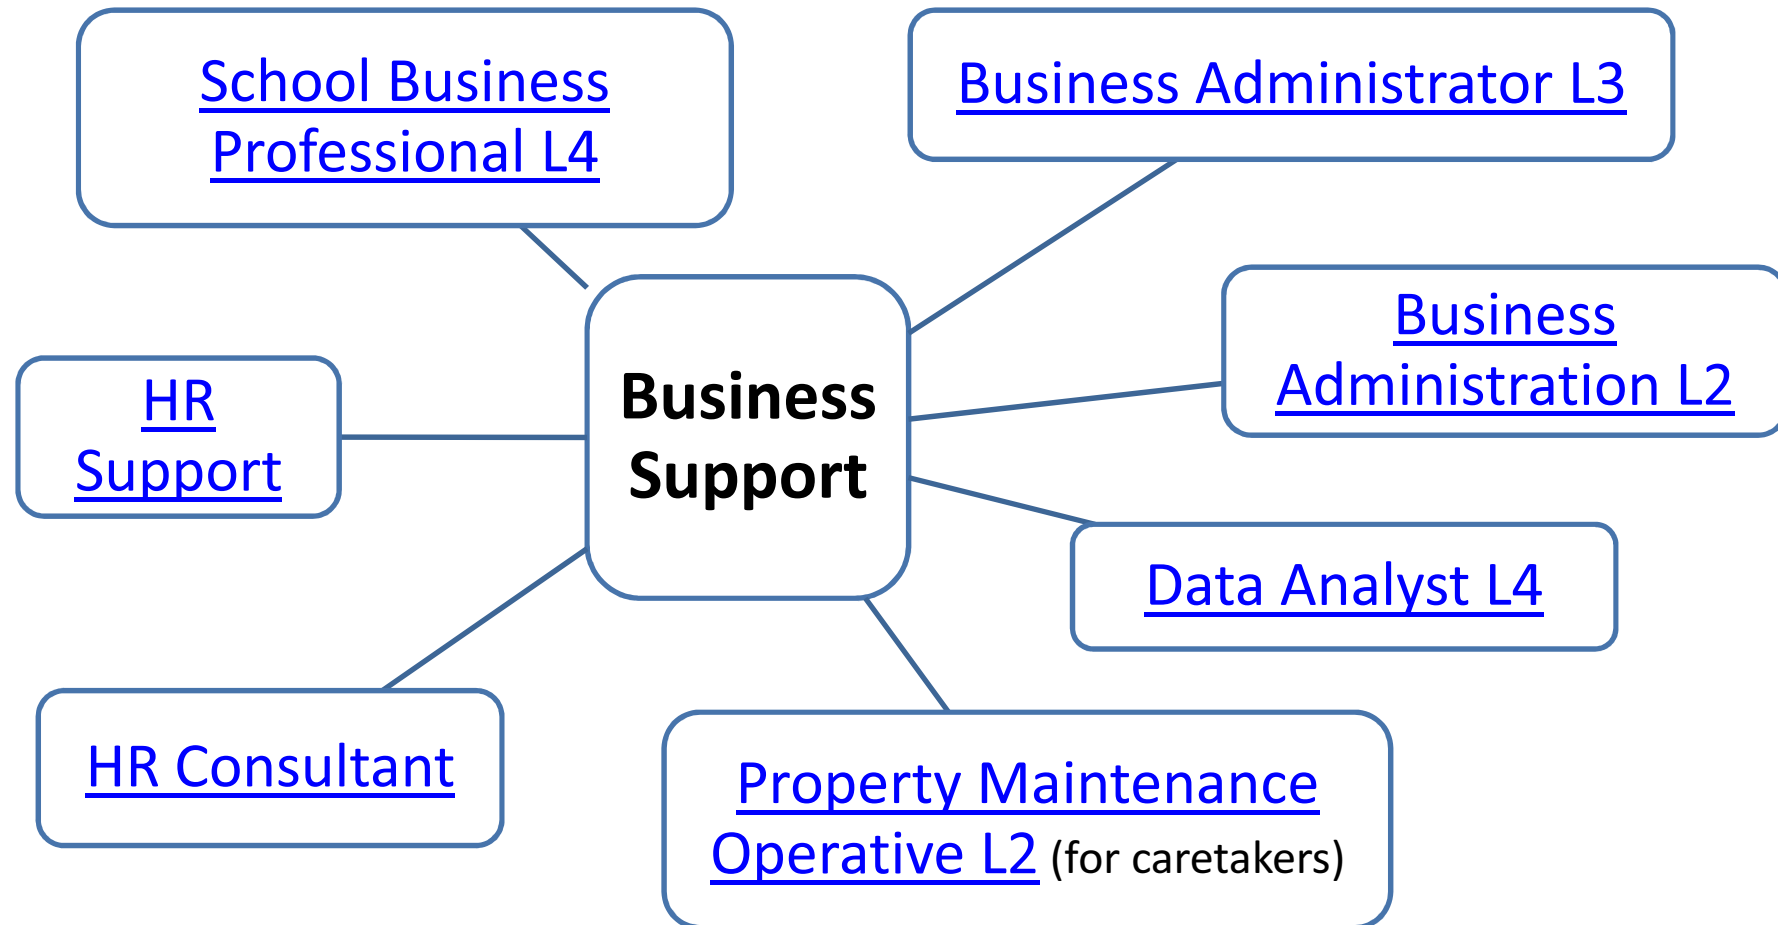 School Business
Professional L4
Business Administrator L3
Business
Administration L2
HR
Support
Business
Support
Data Analyst L4
HR Consultant
Property Maintenance
Operative L2 (for caretakers)